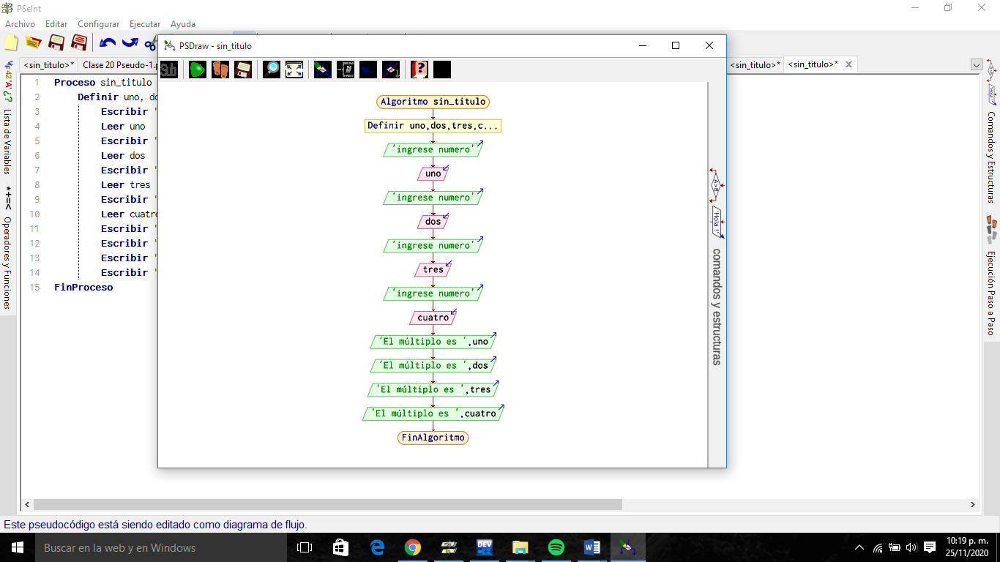 PSeInt
Archivo Editar Configurar Ejecutar Ayuda
<sin_titulo>* Clase 20 Pseudo-1.p <sin_titulo>* <sin_titulo>*
PSDraw - sin_titulo
Sub
1 Proceso sin_titulo
2 Definir uno, do
3 Escribir '
4 Leer uno
5 Escribir '
6 Leer dos
7 Escribir '
8 Leer tres
9 Escribir '
10 Leer cuatro
11 Escribir '
12 Escribir '
13 Escribir '
14 Escribir '
15 FinProceso
Algoritmo sin_titulo
Definir uno,dos,tres,c...
'ingrese numero'
uno
'ingrese numero'
dos
'ingrese numero'
tres
'ingrese numero'
cuatro
'El múltiplo es ',uno
'El múltiplo es ',dos
'El múltiplo es ',tres
'El múltiplo es ',cuatro
FinAlgoritmo
A>B
'Hola !'
comandos y estructuras
42 'A' ¿?
Lista de Variables
*+=<
Operadores y Funciones
A>B
'Hola !'
Comandos y Estructuras
Ejecución Paso a Paso
Este pseudocódigo está siendo editado como diagrama de flujo.
Buscar en la web y en Windows
DEV
10:19 p. m.
25/11/2020